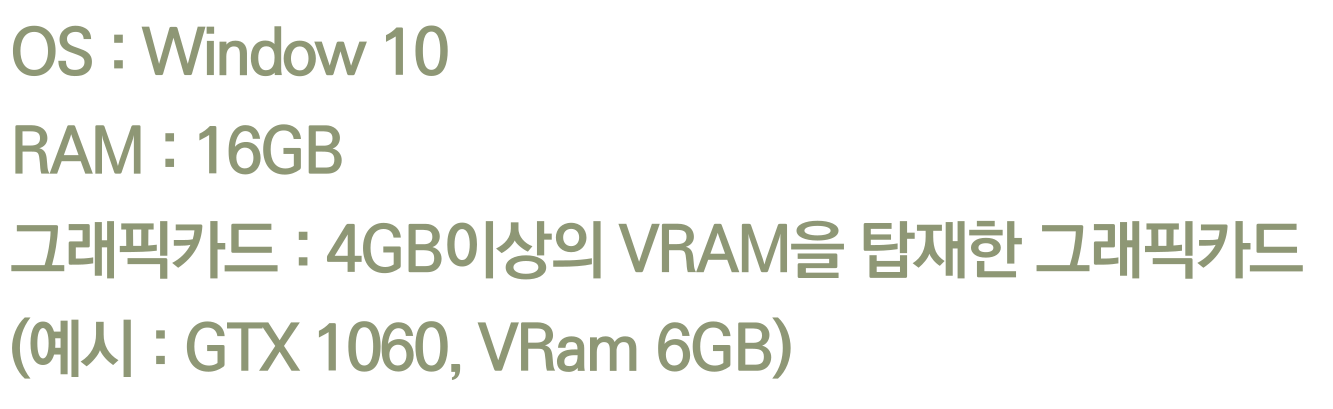 OS : Window 10
RAM : 16GB
그래픽카드 : 4GB이상의 VRAM을 탑재한 그래픽카드
(예시 : GTX 1060, VRam 6GB)